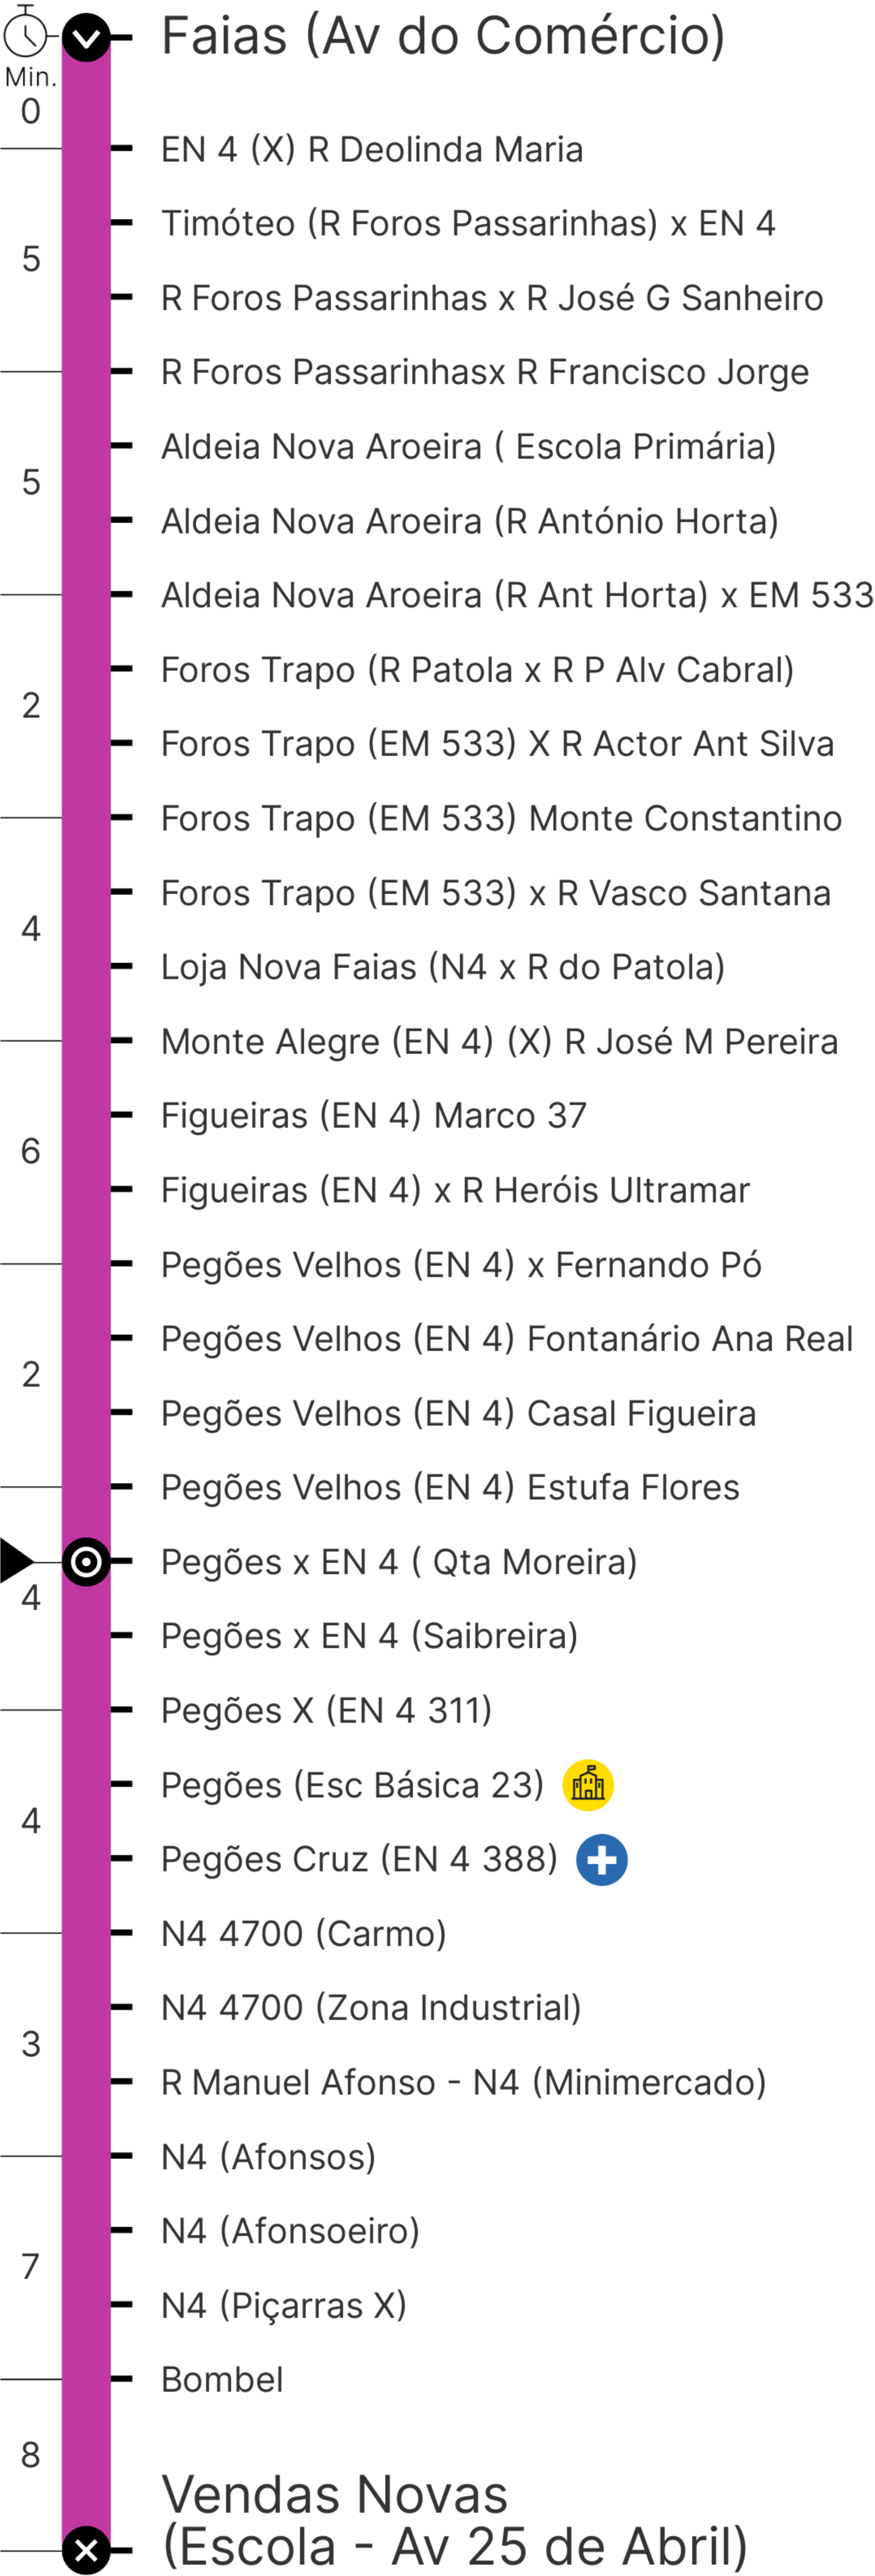 Faias (Av do Comércio)
Min.
0
EN 4 (X) R Deolinda Maria
Timóteo (R Foros Passarinhas) x EN 4
5
R Foros Passarinhas x R José G Sanheiro
R Foros Passarinhasx R Francisco Jorge
Aldeia Nova Aroeira ( Escola Primária)
5
Aldeia Nova Aroeira (R António Horta)
Aldeia Nova Aroeira (R Ant Horta) x EM 533
Foros Trapo (R Patola x R P Alv Cabral)
2
Foros Trapo (EM 533) X R Actor Ant Silva
Foros Trapo (EM 533) Monte Constantino
Foros Trapo (EM 533) x R Vasco Santana
4
Loja Nova Faias (N4 x R do Patola)
Monte Alegre (EN 4) (X) R José M Pereira
Figueiras (EN 4) Marco 37
6
Figueiras (EN 4) x R Heróis Ultramar
Pegões Velhos (EN 4) x Fernando Pó
Pegões Velhos (EN 4) Fontanário Ana Real
2
Pegões Velhos (EN 4) Casal Figueira
Pegões Velhos (EN 4) Estufa Flores
Pegões x EN 4 ( Qta Moreira)
4
Pegões x EN 4 (Saibreira)
Pegões X (EN 4 311)
Pegões (Esc Básica 23)
4
Pegões Cruz (EN 4 388)
N4 4700 (Carmo)
N4 4700 (Zona Industrial)
3
R Manuel Afonso - N4 (Minimercado)
N4 (Afonsos)
N4 (Afonsoeiro)
7
N4 (Piçarras X)
Bombel
8
Vendas Novas
(Escola - Av 25 de Abril)